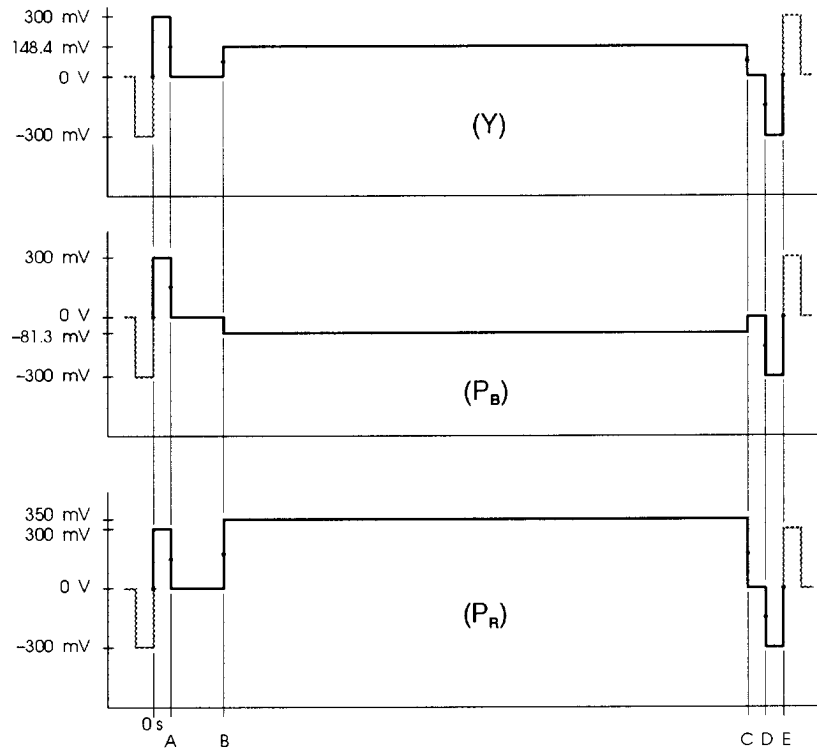 300 mV
148.4 mV
0 V
-300 mV
(Y)
300 mV
0 V
-81.3 mV
-300 mV
(PB)
350 mV
300 mV
0 V
-300 mV
(PR)
0 s
A B C D E